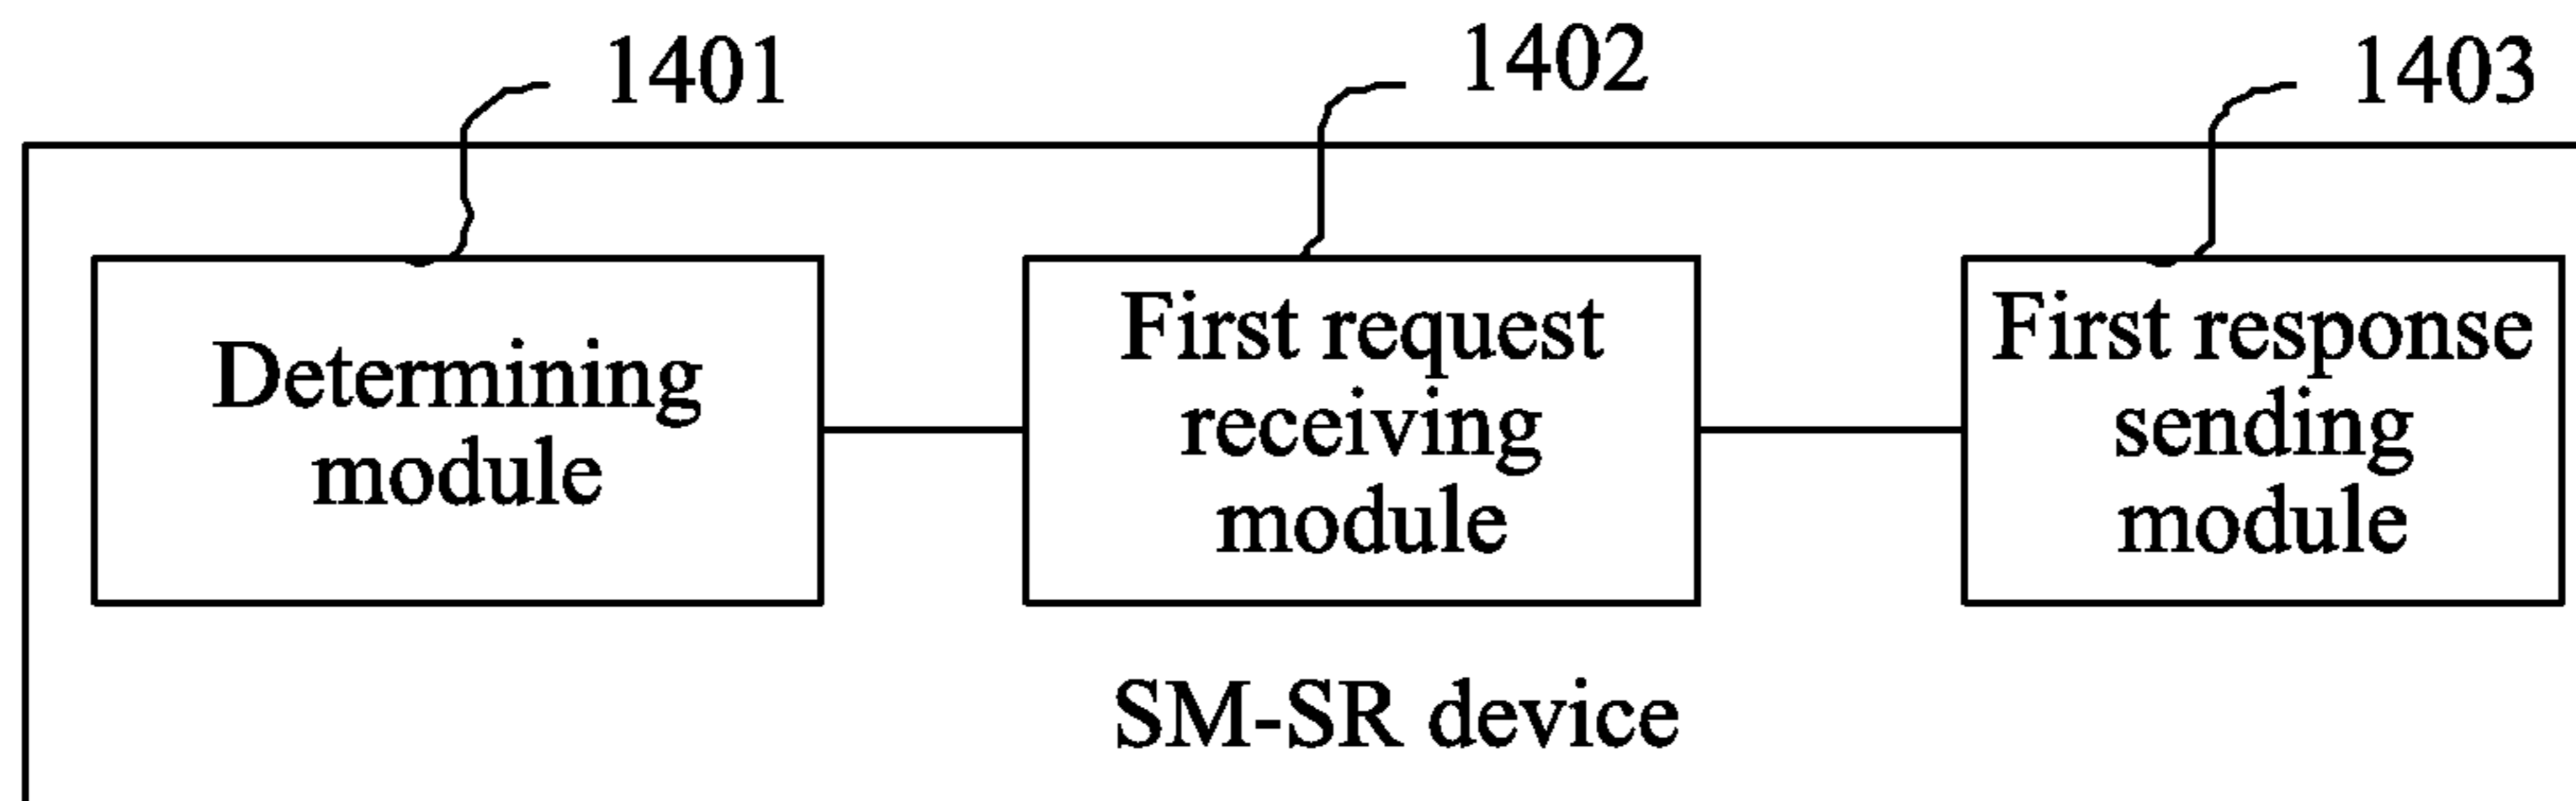 1401
1402
1403
Determining
module
First request
receiving
module
First response
sending
module
SM-SR device